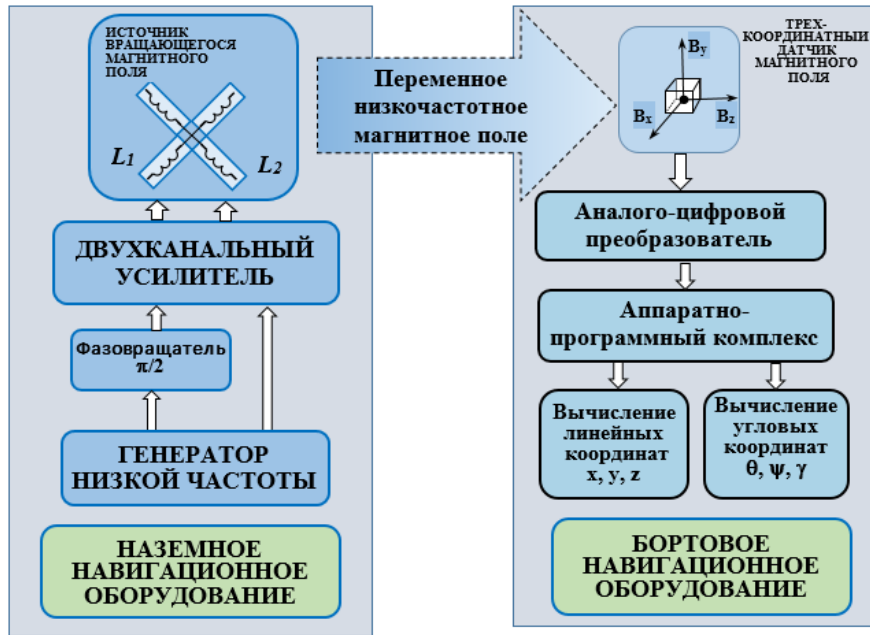 ИСТОЧНИК
ВРАЩАЮЩЕГОСЯ
МАГНИТНОГО
ПОЛЯ
L1
L2
ДВУХКАНАЛЬНЫЙ
УСИЛИТЕЛЬ
Фазовращатель
π/2
ГЕНЕРАТОР
НИЗКОЙ ЧАСТОТЫ
НАЗЕМНОЕ
НАВИГАЦИОННОЕ
ОБОРУДОВАНИЕ
Переменное
низкочастотное
магнитное поле
ТРЕХ-
КООРДИНАТНЫЙ
ДАТЧИК
МАГНИТНОГО
ПОЛЯ
By
Bx
Bz
Аналого-цифровой
преобразователь
Аппаратно-
программный комплекс
Вычисление
линейных
координат
x, y, z
Вычисление
угловых
координат
θ, ψ, γ
БОРТОВОЕ
НАВИГАЦИОННОЕ
ОБОРУДОВАНИЕ